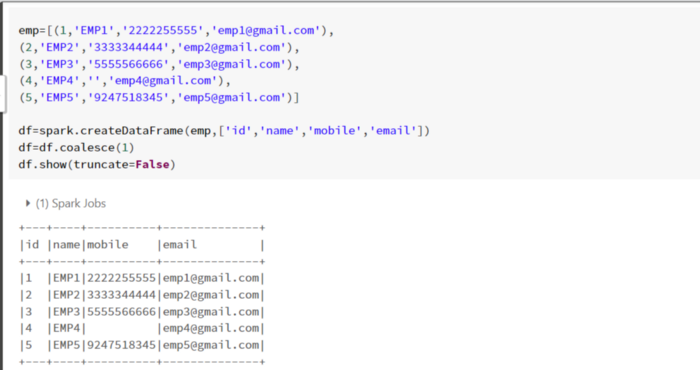 emp=[(1,'EMP1','2222255555','emp1@gmail.com'),
(2,'EMP2','3333344444','emp2@gmail.com'),
(3,'EMP3','5555566666','emp3@gmail.com'),
(4,'EMP4','','emp4@gmail.com'),
(5,'EMP5','9247518345','emp5@gmail.com')]
df=spark.createDataFrame(emp,['id','name','mobile','email'])
df=df.coalesce(1)
df.show(truncate=False)
(1) Spark Jobs
+---+----+----------+--------------+
|id |name|mobile    |email         |
+---+----+----------+--------------+
|1  |EMP1|2222255555|emp1@gmail.com|
|2  |EMP2|3333344444|emp2@gmail.com|
|3  |EMP3|5555566666|emp3@gmail.com|
|4  |EMP4|          |emp4@gmail.com|
|5  |EMP5|9247518345|emp5@gmail.com|
+---+----+----------+--------------+